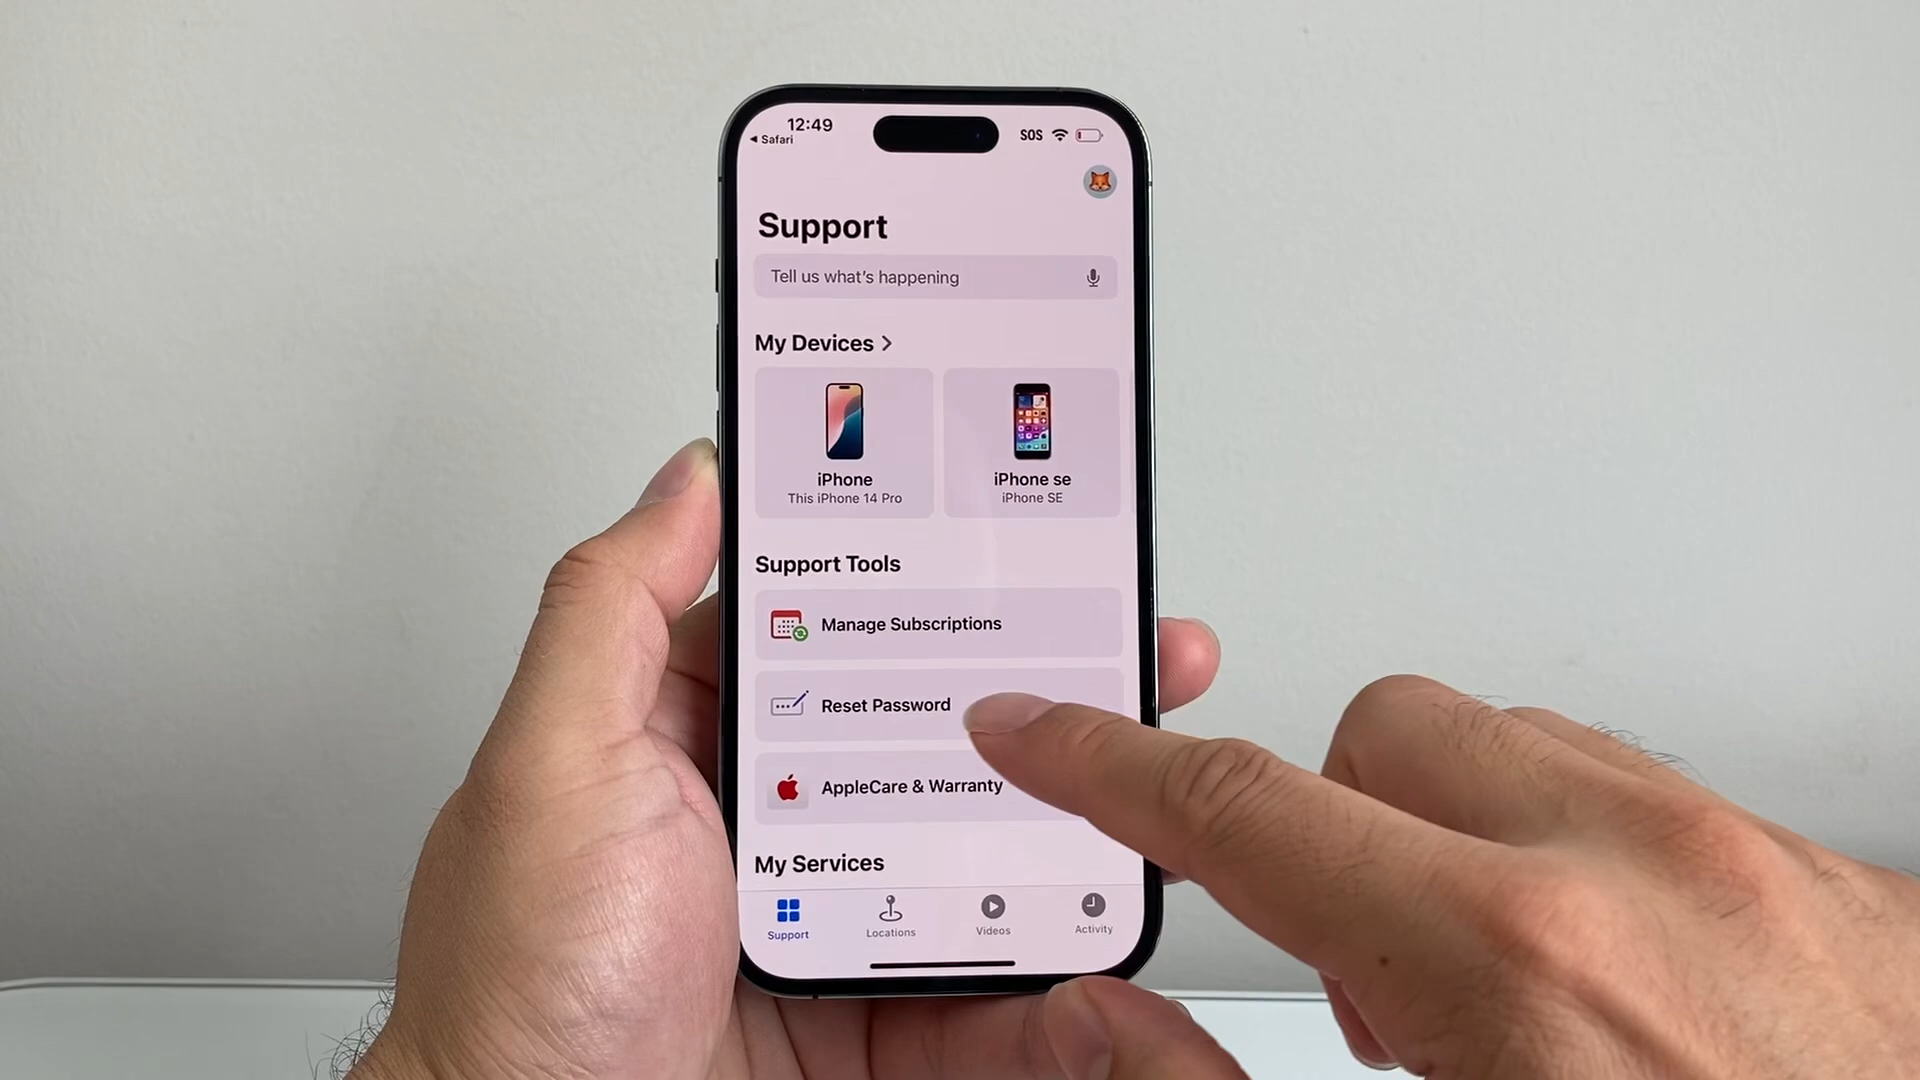 12:49
SOS
◀ Safari
Support
Tell us what's happening
My Devices >
iPhone
This iPhone 14 Pro
iPhone se
iPhone SE
Support Tools
Manage Subscriptions
Reset Password
AppleCare & Warranty
My Services
Support
Locations
Videos
Activity